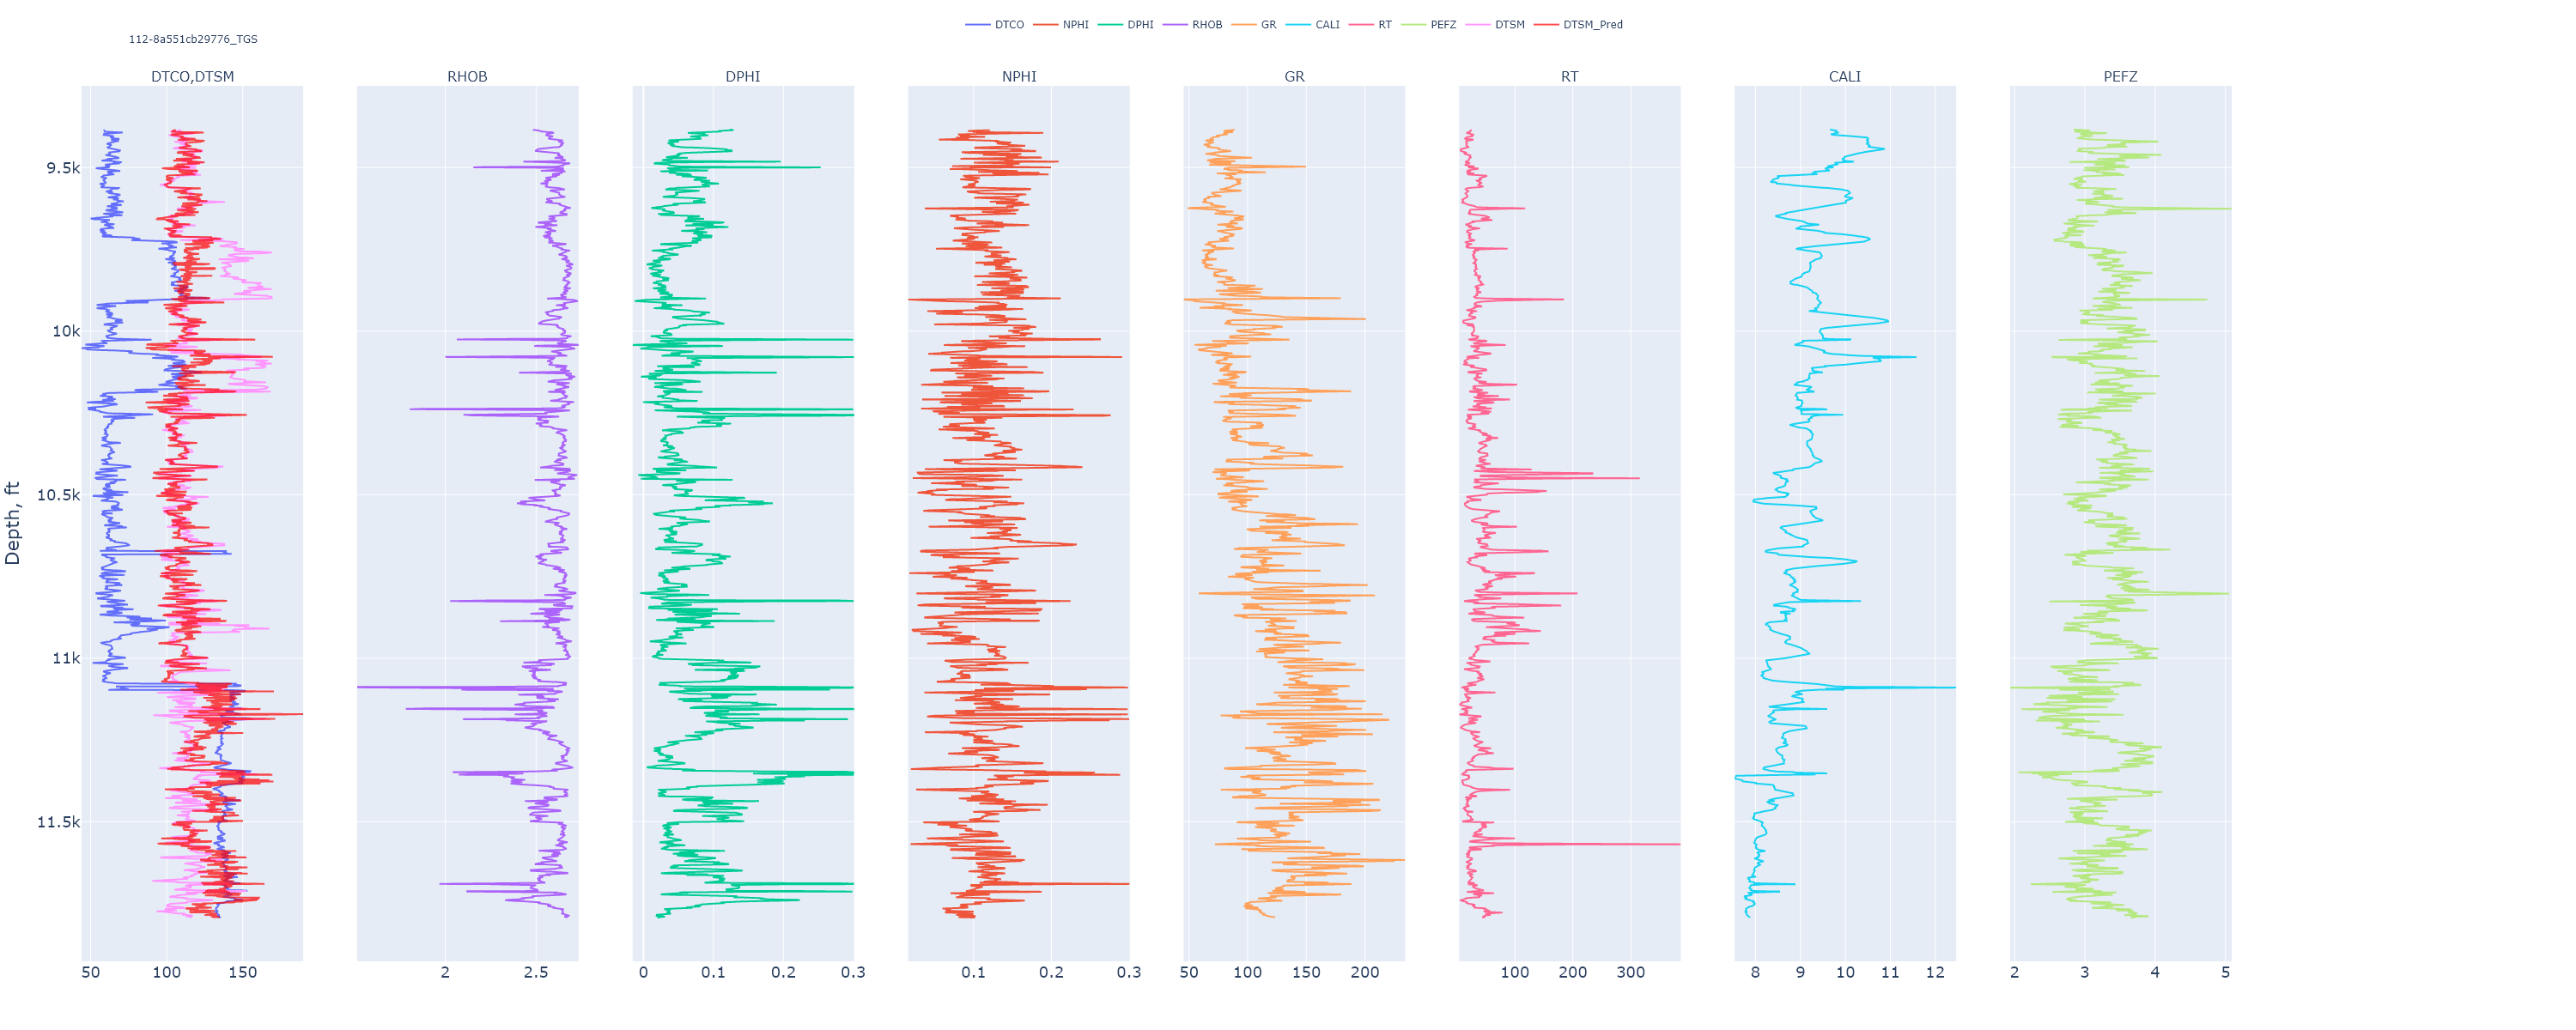 DTCO NPHI DPHI RHOB GR CALI RT PEFZ DTSM DTSM_Pred
112-8a551cb29776_TGS
DTCO,DTSM RHOB DPHI NPHI GR RT CALI PEFZ
9.5k
10k
10.5k
11k
11.5k
Depth, ft
50 100 150 2 2.5 0 0.1 0.2 0.3 0.1 0.2 0.3 50 100 150 200 100 200 300 8 9 10 11 12 2 3 4 5